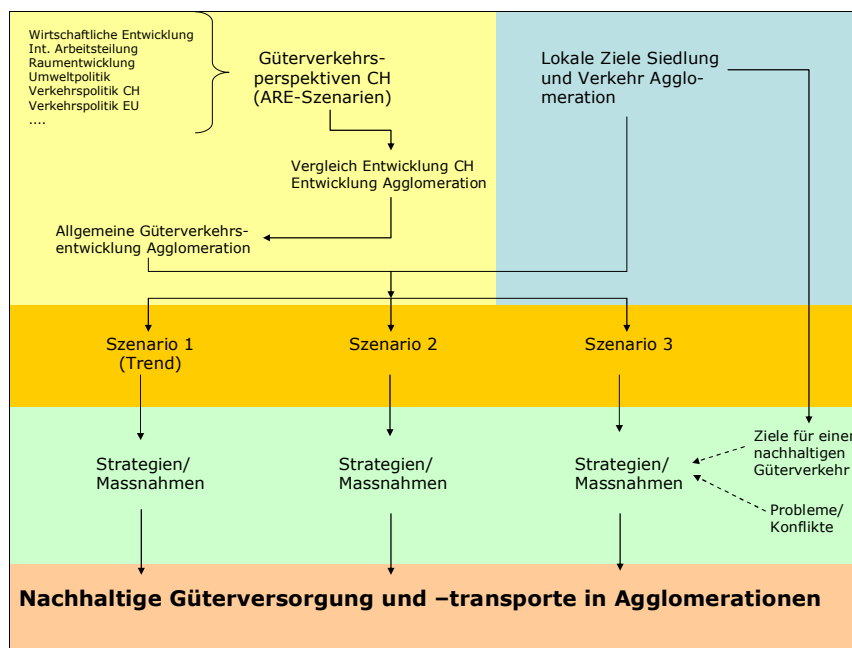 Wirtschaftliche Entwicklung
Int. Arbeitsteilung
Raumentwicklung
Umweltpolitik
Verkehrspolitik CH
Verkehrspolitik EU
....
Güterverkehrs-
perspektiven CH
(ARE-Szenarien)
Lokale Ziele Siedlung
und Verkehr Agglo-
meration
Vergleich Entwicklung CH
Entwicklung Agglomeration
Allgemeine Güterverkehrs-
entwicklung Agglomeration
Szenario 1
(Trend)
Szenario 2
Szenario 3
Strategien/
Massnahmen
Strategien/
Massnahmen
Strategien/
Massnahmen
Ziele für einen
nachhaltigen
Güterverkehr
Probleme/
Konflikte
Nachhaltige Güterversorgung und –transporte in Agglomerationen